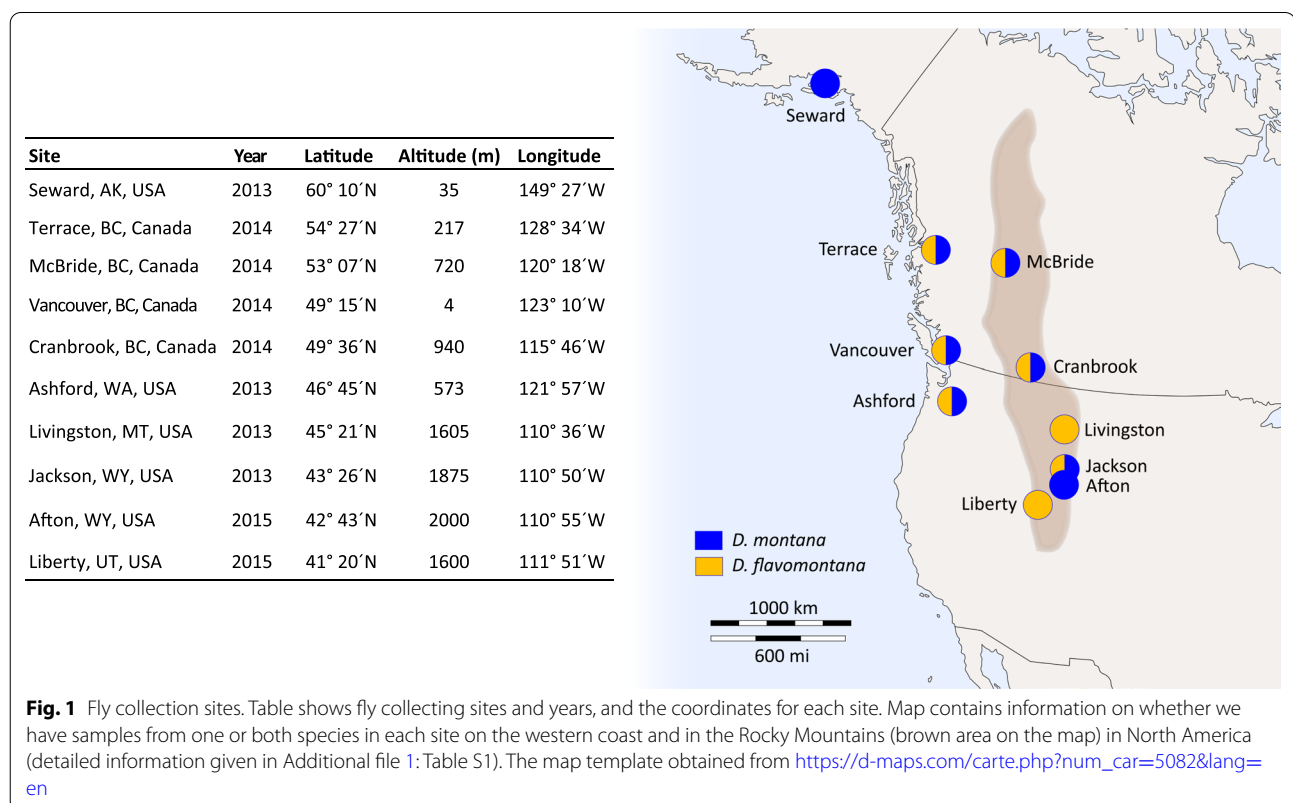 Site Year Latitude Altitude (m) Longitude
Seward, AK, USA 2013 60° 10´N 35 149° 27´W
Terrace, BC, Canada 2014 54° 27´N 217 128° 34´W
McBride, BC, Canada 2014 53° 07´N 720 120° 18´W
Vancouver, BC, Canada 2014 49° 15´N 4 123° 10´W
Cranbrook, BC, Canada 2014 49° 36´N 940 115° 46´W
Ashford, WA, USA 2013 46° 45´N 573 121° 57´W
Livingston, MT, USA 2013 45° 21´N 1605 110° 36´W
Jackson, WY, USA 2013 43° 26´N 1875 110° 50´W
Afton, WY, USA 2015 42° 43´N 2000 110° 55´W
Liberty, UT, USA 2015 41° 20´N 1600 111° 51´W
Seward
Terrace
McBride
Vancouver
Cranbrook
Ashford
Livingston
Jackson
Afton
Liberty
D. montana
D. flavomontana
1000 km
600 mi
Fig. 1 Fly collection sites. Table shows fly collecting sites and years, and the coordinates for each site. Map contains information on whether we
have samples from one or both species in each site on the western coast and in the Rocky Mountains (brown area on the map) in North America
(detailed information given in Additional file 1: Table S1). The map template obtained from https://d-maps.com/carte.php?num_car=5082&lang=
en